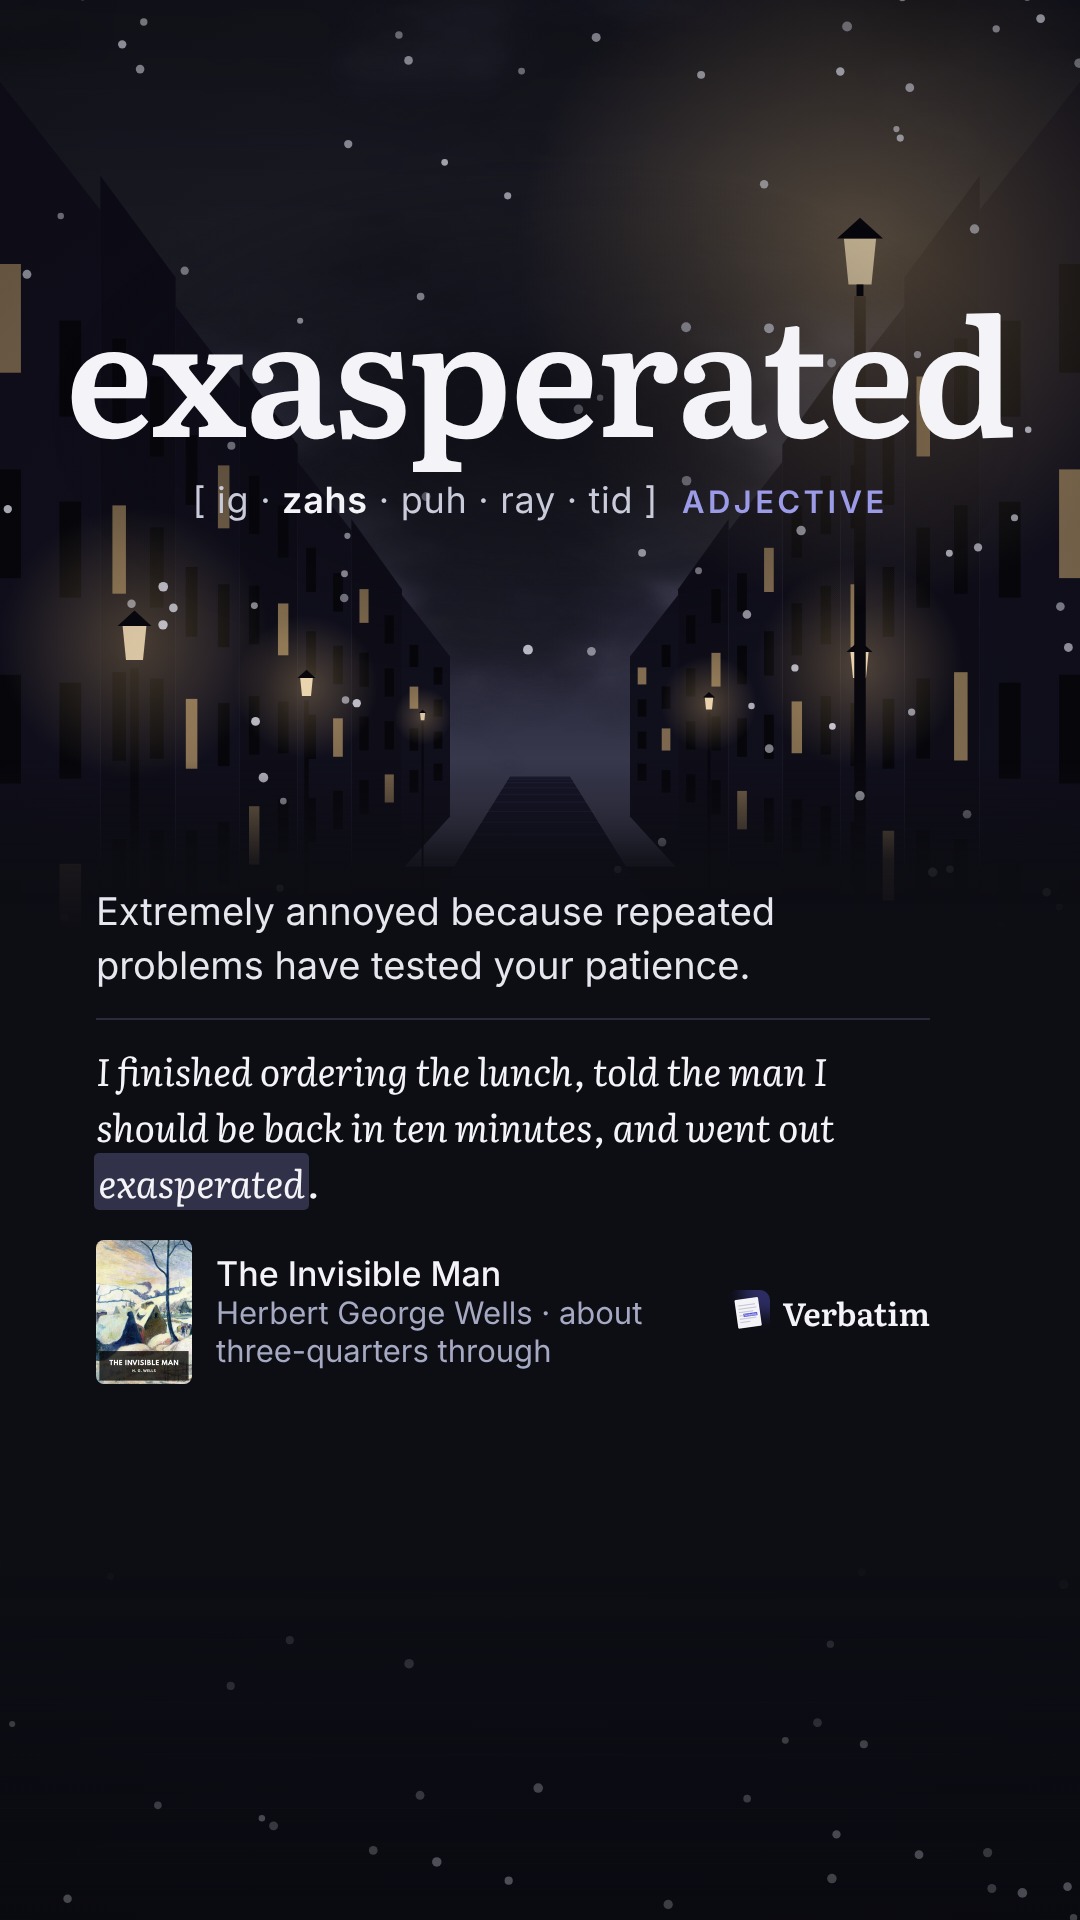 exasperated
[ ig · zahs · puh · ray · tid ] ADJECTIVE
Extremely annoyed because repeated
problems have tested your patience.
I finished ordering the lunch, told the man I
should be back in ten minutes, and went out
exasperated.
THE INVISIBLE MAN
H. G. WELLS
The Invisible Man
Herbert George Wells · about
three-quarters through
Verbatim